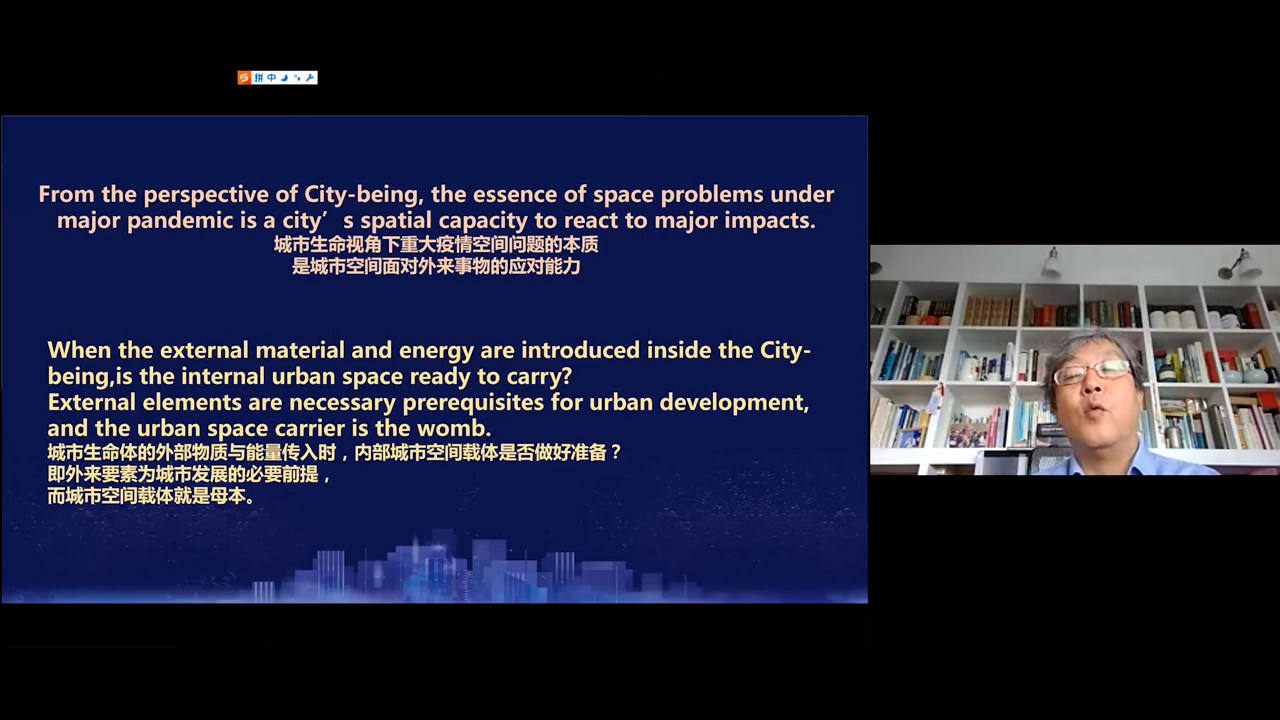 拼 中
From the perspective of City-being, the essence of space problems under
major pandemic is a city’s spatial capacity to react to major impacts.
城市生命视角下重大疫情空间问题的本质
是城市空间面对外来事物的应对能力
When the external material and energy are introduced inside the City-
being,is the internal urban space ready to carry?
External elements are necessary prerequisites for urban development,
and the urban space carrier is the womb.
城市生命体的外部物质与能量传入时，内部城市空间载体是否做好准备？
即外来要素为城市发展的必要前提，
而城市空间载体就是母本。